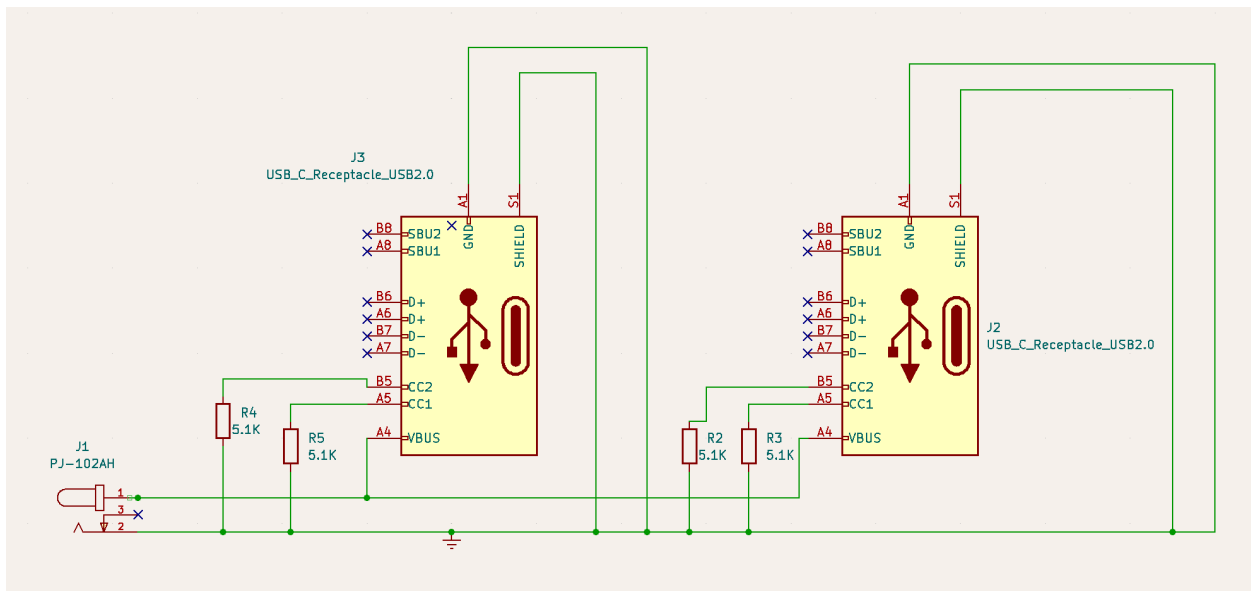 J3
USB_C_Receptacle_USB2.0
A1
S1
B8
SBU2
A8
SBU1
GND
SHIELD
B6
D+
A6
D+
B7
D-
A7
D-
B5
CC2
A5
CC1
A4
VBUS
R4
5.1K
R5
5.1K
J1
PJ-102AH
1
3
2
A1
S1
B8
SBU2
A8
SBU1
GND
SHIELD
B6
D+
A6
D+
B7
D-
A7
D-
J2
USB_C_Receptacle_USB2.0
B5
CC2
A5
CC1
A4
VBUS
R2
5.1K
R3
5.1K